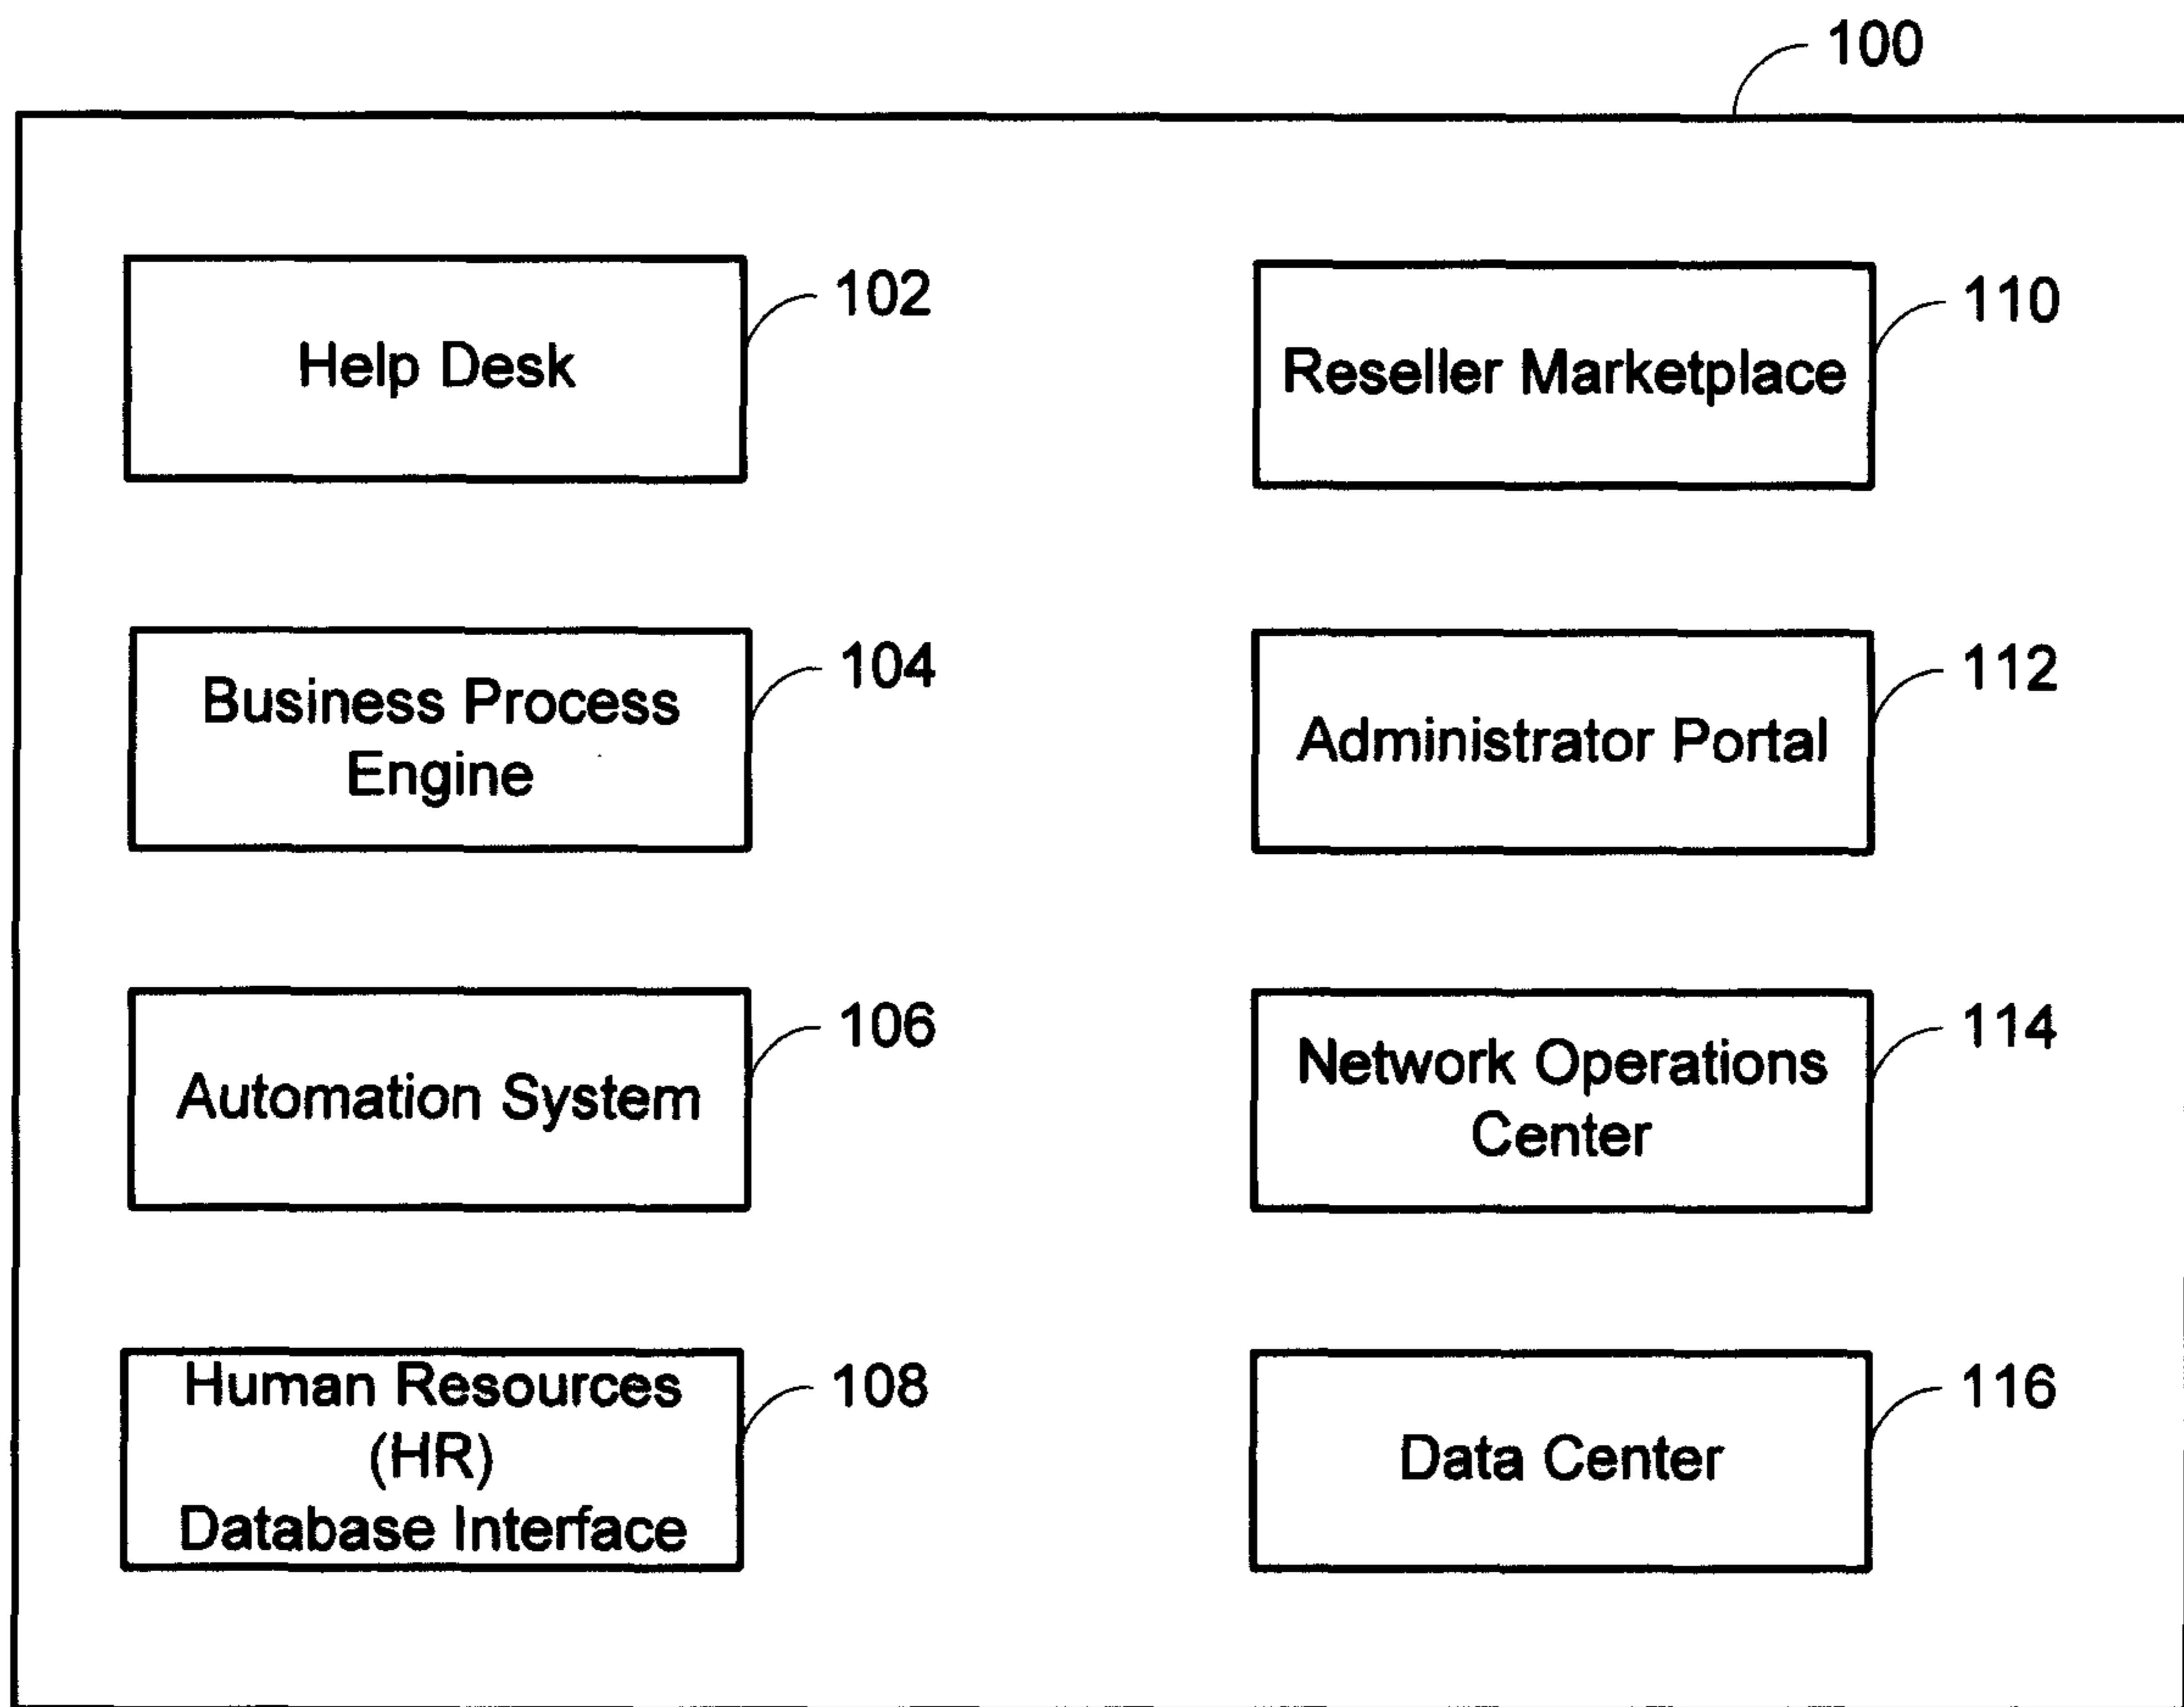 100
Help Desk
102
Reseller Marketplace
110
Business Process
Engine
104
Administrator Portal
112
Automation System
106
Network Operations
Center
114
Human Resources
(HR)
Database Interface
108
Data Center
116